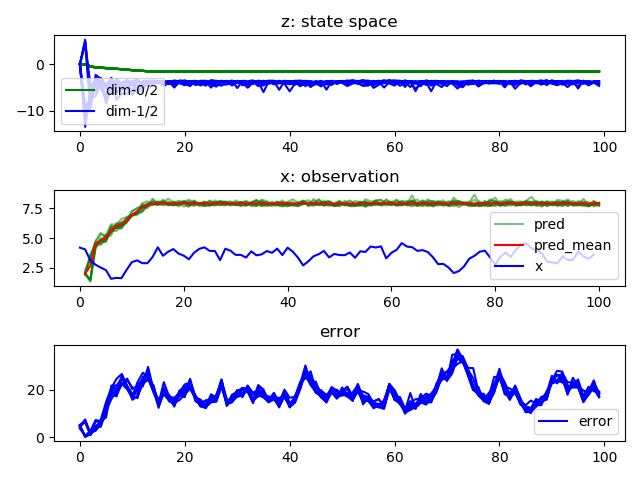 z: state space
0
−10
dim-0/2
dim-1/2
0
20
40
60
80
100
x: observation
7.5
5.0
2.5
pred
pred_mean
x
0
20
40
60
80
100
error
20
0
error
0
20
40
60
80
100